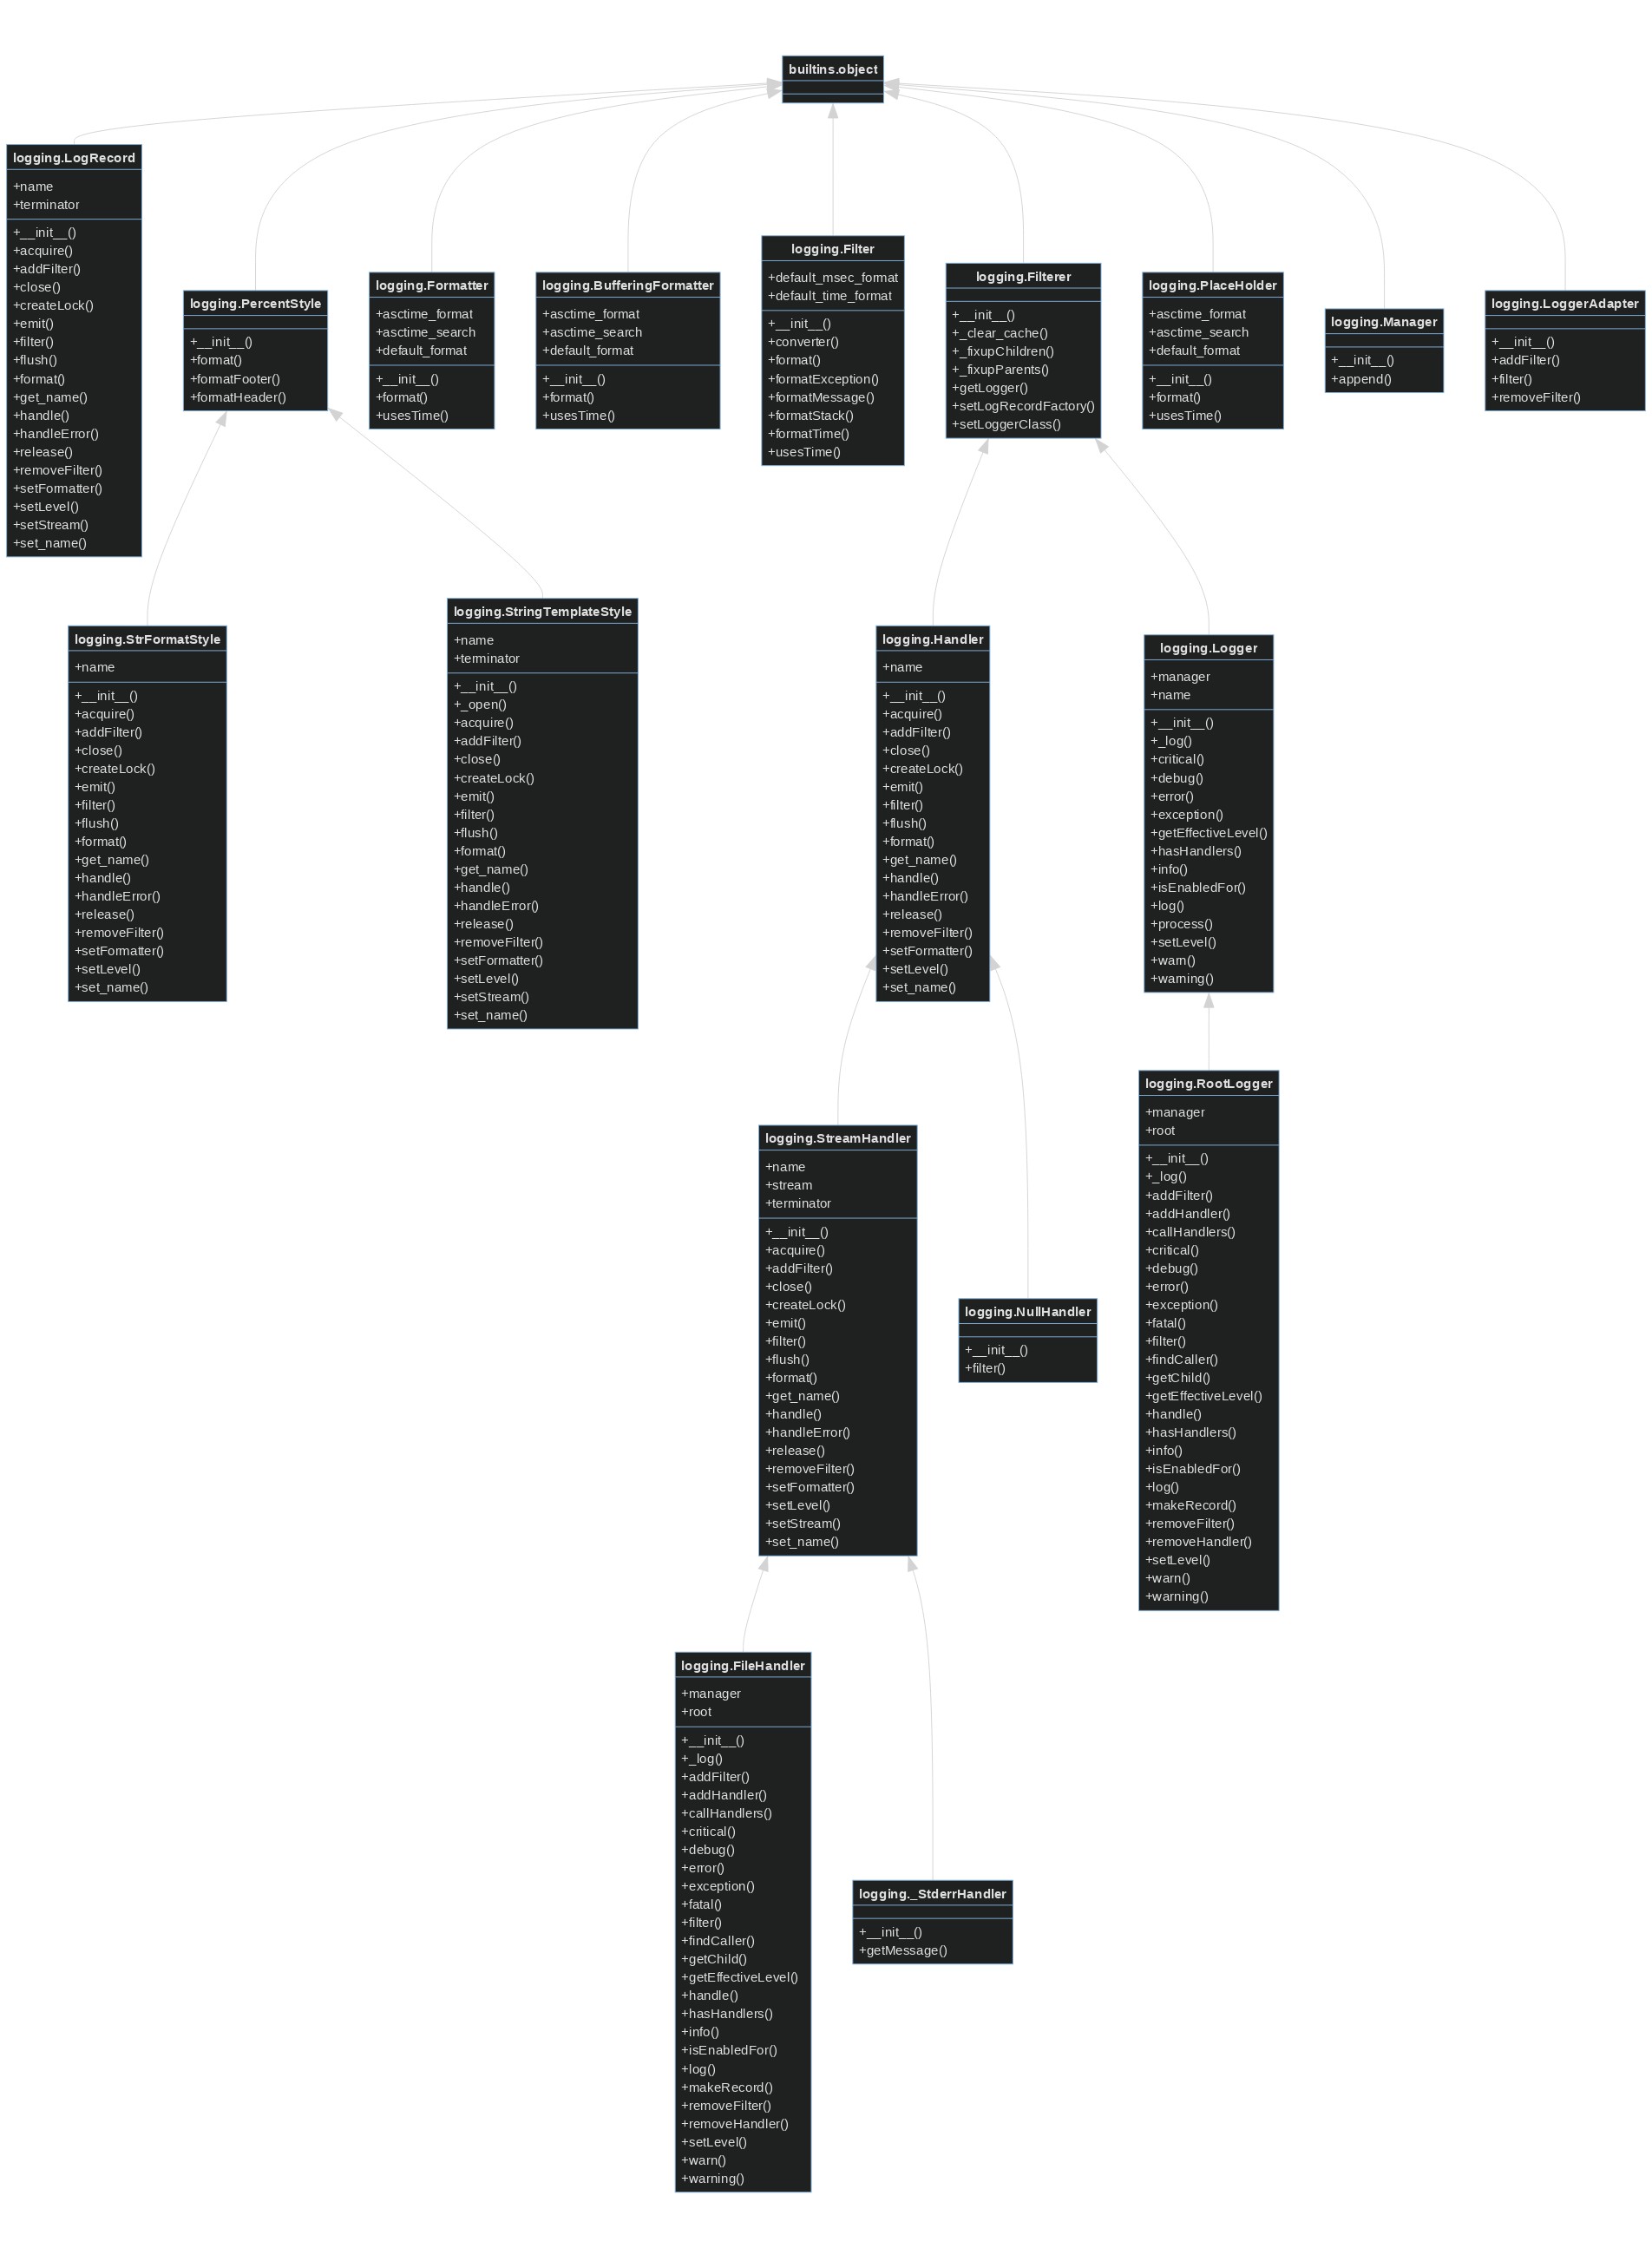 builtins.object
logging.LogRecord
+name
+terminator
+__init__()
+acquire()
+addFilter()
+close()
+createLock()
+emit()
+filter()
+flush()
+format()
+get_name()
+handle()
+handleError()
+release()
+removeFilter()
+setFormatter()
+setLevel()
+setStream()
+set_name()
logging.PercentStyle
+__init__()
+format()
+formatFooter()
+formatHeader()
logging.Formatter
+asctime_format
+asctime_search
+default_format
+__init__()
+format()
+usesTime()
logging.BufferingFormatter
+asctime_format
+asctime_search
+default_format
+__init__()
+format()
+usesTime()
logging.Filter
+default_msec_format
+default_time_format
+__init__()
+converter()
+format()
+formatException()
+formatMessage()
+formatStack()
+formatTime()
+usesTime()
logging.Filterer
+__init__()
+_clear_cache()
+_fixupChildren()
+_fixupParents()
+getLogger()
+setLogRecordFactory()
+setLoggerClass()
logging.PlaceHolder
+asctime_format
+asctime_search
+default_format
+__init__()
+format()
+usesTime()
logging.Manager
+__init__()
+append()
logging.LoggerAdapter
+__init__()
+addFilter()
+filter()
+removeFilter()
logging.StrFormatStyle
+name
+__init__()
+acquire()
+addFilter()
+close()
+createLock()
+emit()
+filter()
+flush()
+format()
+get_name()
+handle()
+handleError()
+release()
+removeFilter()
+setFormatter()
+setLevel()
+set_name()
logging.StringTemplateStyle
+name
+terminator
+__init__()
+_open()
+acquire()
+addFilter()
+close()
+createLock()
+emit()
+filter()
+flush()
+format()
+get_name()
+handle()
+handleError()
+release()
+removeFilter()
+setFormatter()
+setLevel()
+setStream()
+set_name()
logging.Handler
+name
+__init__()
+acquire()
+addFilter()
+close()
+createLock()
+emit()
+filter()
+flush()
+format()
+get_name()
+handle()
+handleError()
+release()
+removeFilter()
+setFormatter()
+setLevel()
+set_name()
logging.Logger
+manager
+name
+__init__()
+_log()
+critical()
+debug()
+error()
+exception()
+getEffectiveLevel()
+hasHandlers()
+info()
+isEnabledFor()
+log()
+process()
+setLevel()
+warn()
+warning()
logging.StreamHandler
+name
+stream
+terminator
+__init__()
+acquire()
+addFilter()
+close()
+createLock()
+emit()
+filter()
+flush()
+format()
+get_name()
+handle()
+handleError()
+release()
+removeFilter()
+setFormatter()
+setLevel()
+setStream()
+set_name()
logging.NullHandler
+__init__()
+filter()
logging.RootLogger
+manager
+root
+__init__()
+_log()
+addFilter()
+addHandler()
+callHandlers()
+critical()
+debug()
+error()
+exception()
+fatal()
+filter()
+findCaller()
+getChild()
+getEffectiveLevel()
+handle()
+hasHandlers()
+info()
+isEnabledFor()
+log()
+makeRecord()
+removeFilter()
+removeHandler()
+setLevel()
+warn()
+warning()
logging.FileHandler
+manager
+root
+__init__()
+_log()
+addFilter()
+addHandler()
+callHandlers()
+critical()
+debug()
+error()
+exception()
+fatal()
+filter()
+findCaller()
+getChild()
+getEffectiveLevel()
+handle()
+hasHandlers()
+info()
+isEnabledFor()
+log()
+makeRecord()
+removeFilter()
+removeHandler()
+setLevel()
+warn()
+warning()
logging._StderrHandler
+__init__()
+getMessage()